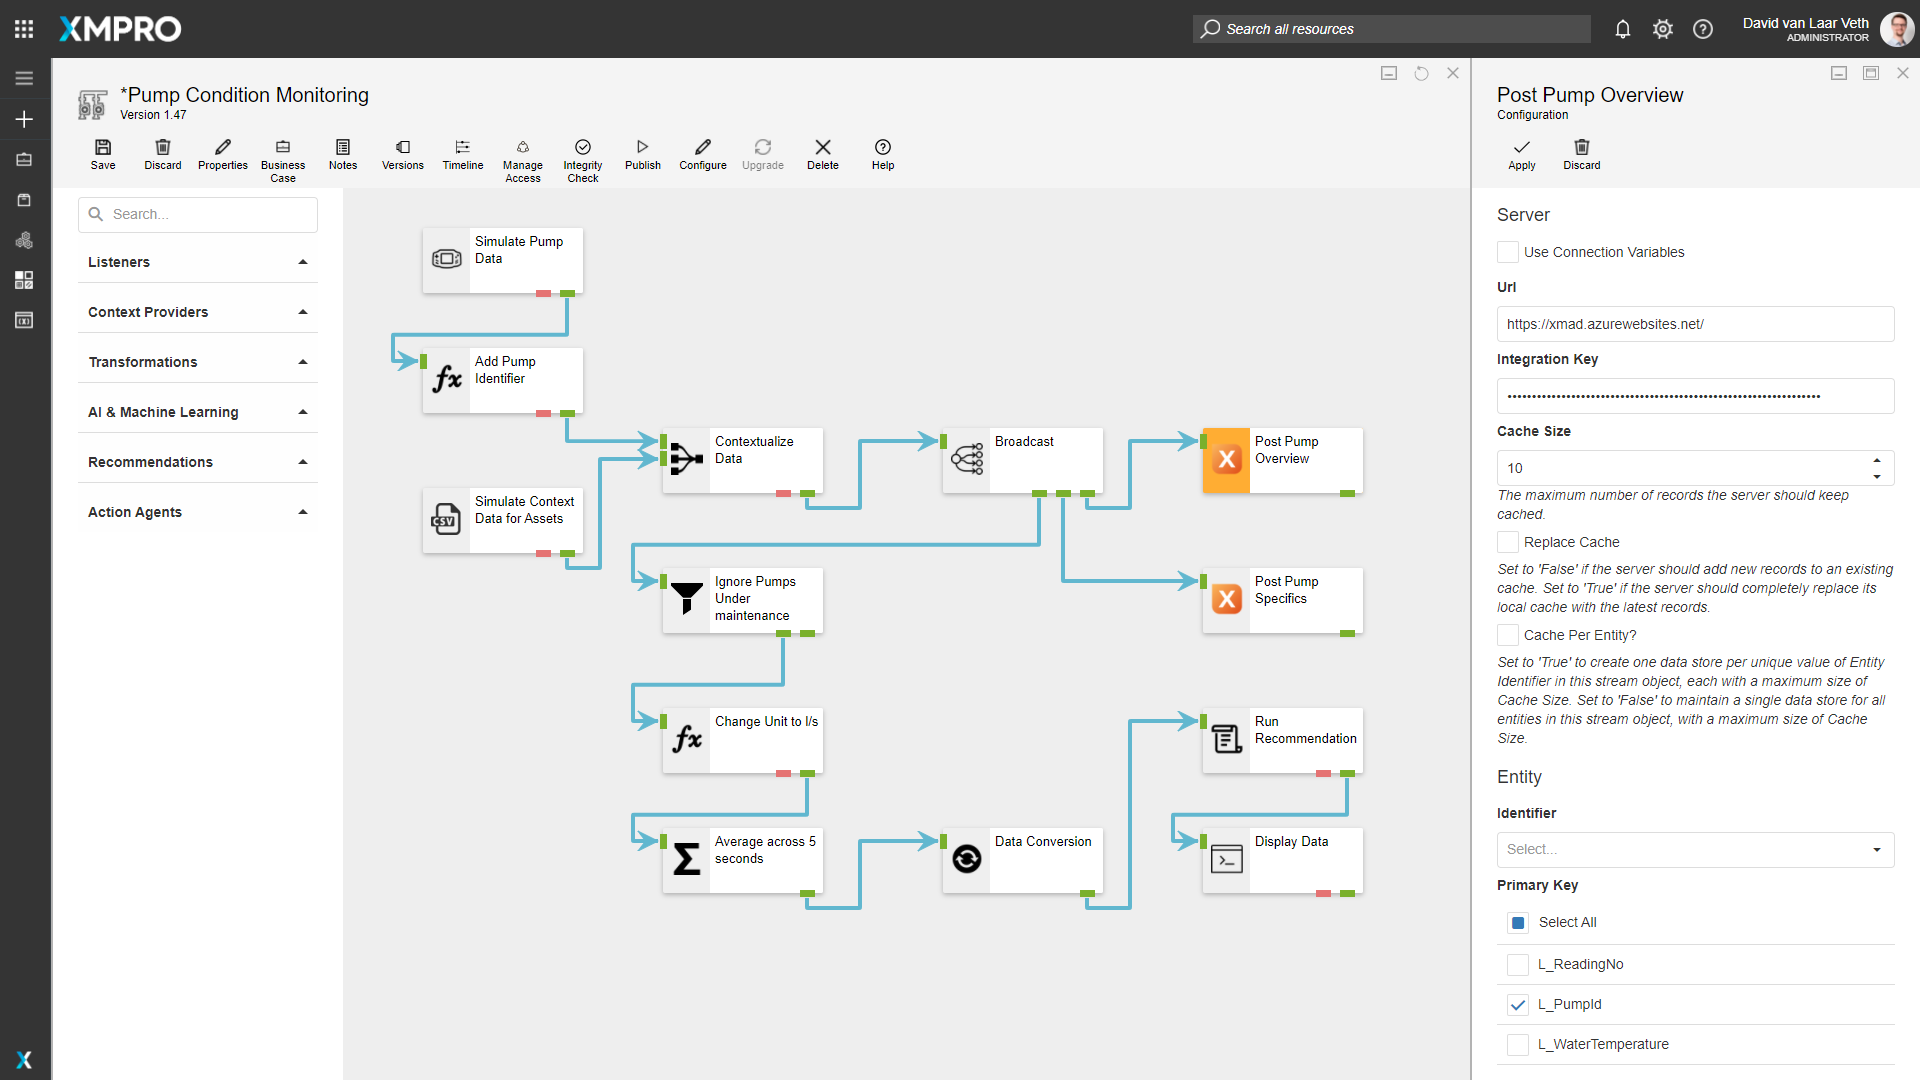 XMPRO
Search all resources
David van Laar Veth
ADMINISTRATOR
*Pump Condition Monitoring
Version 1.47
Save
Discard
Properties
Business
Case
Notes
Versions
Timeline
Manage
Access
Integrity
Check
Publish
Configure
Upgrade
Delete
Help
Search...
Listeners
Context Providers
Transformations
AI & Machine Learning
Recommendations
Action Agents
Simulate Pump
Data
fx
Add Pump
Identifier
Contextualize
Data
Broadcast
X
Post Pump
Overview
CSV
Simulate Context
Data for Assets
Ignore Pumps
Under
maintenance
X
Post Pump
Specifics
fx
Change Unit to l/s
Run
Recommendation
Σ
Average across 5
seconds
Data Conversion
Display Data
Post Pump Overview
Configuration
Apply
Discard
Server
Use Connection Variables
Url
https://xmad.azurewebsites.net/
Integration Key
Cache Size
10
The maximum number of records the server should keep
cached.
Replace Cache
Set to 'False' if the server should add new records to an existing
cache. Set to 'True' if the server should completely replace its
local cache with the latest records.
Cache Per Entity?
Set to 'True' to create one data store per unique value of Entity
Identifier in this stream object, each with a maximum size of
Cache Size. Set to 'False' to maintain a single data store for all
entities in this stream object, with a maximum size of Cache
Size.
Entity
Identifier
Select...
Primary Key
Select All
L_ReadingNo
L_PumpId
L_WaterTemperature
X